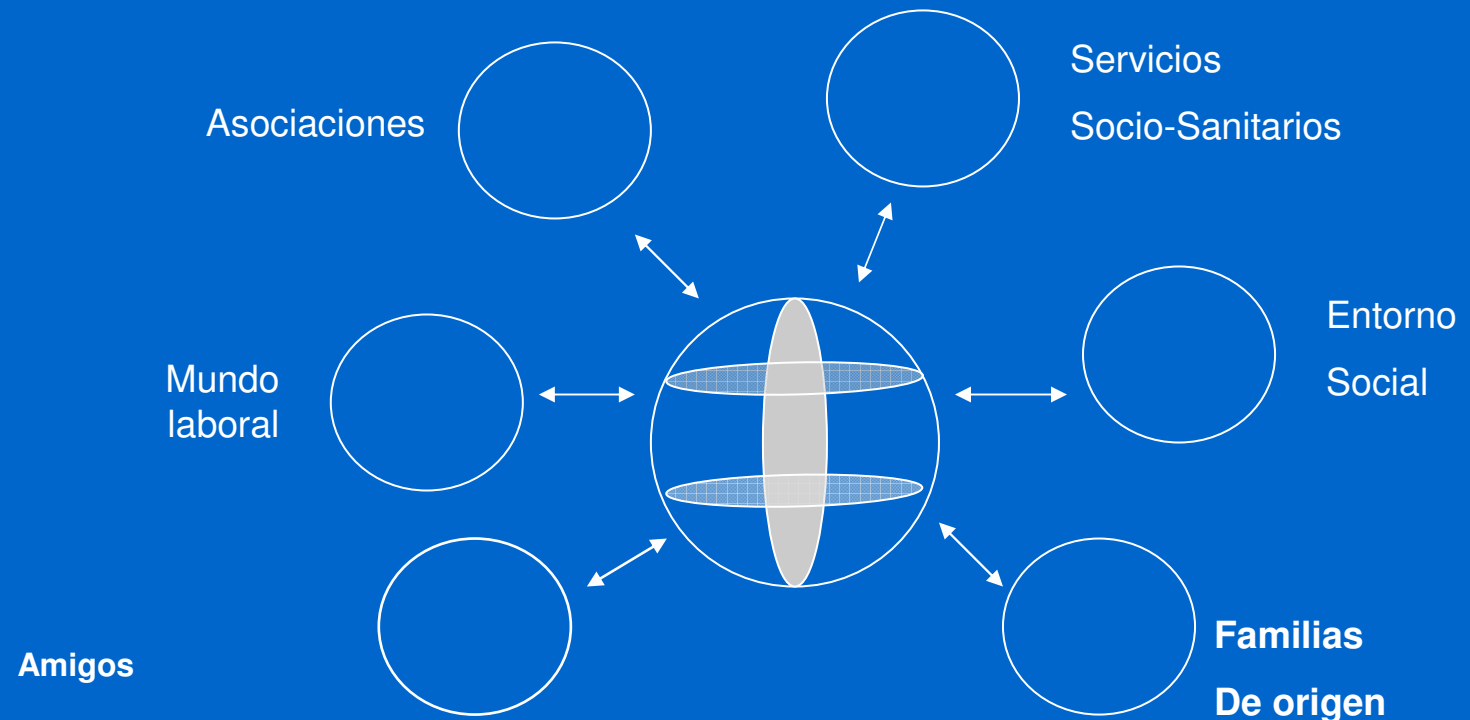 Servicios
Socio-Sanitarios
Asociaciones
Entorno
Social
Mundo
laboral
Familias
De origen
Amigos